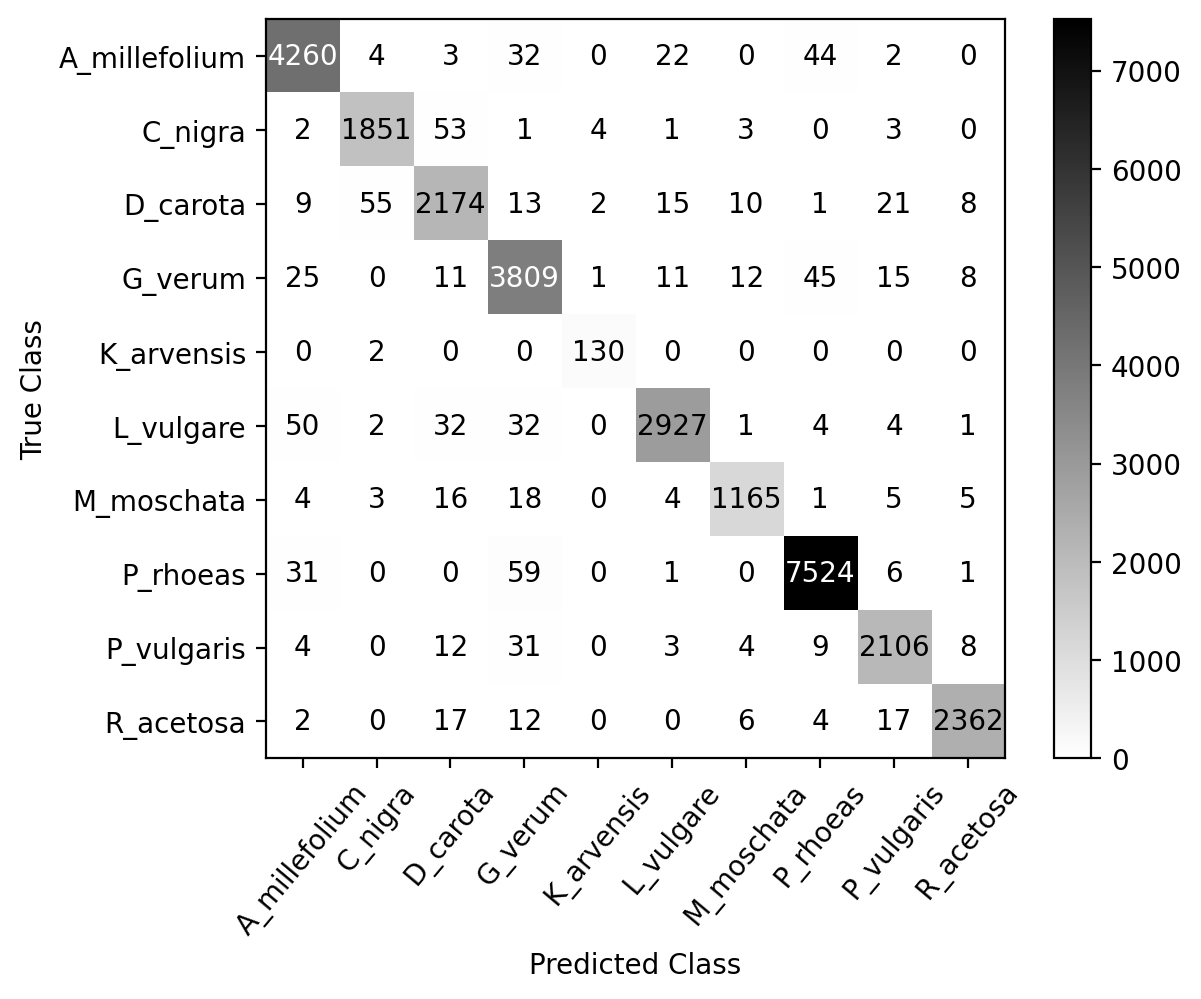 A_millefolium 4260 4 3 32 0 22 0 44 2 0
C_nigra 2 1851 53 1 4 1 3 0 3 0
D_carota 9 55 2174 13 2 15 10 1 21 8
G_verum 25 0 11 3809 1 11 12 45 15 8
K_arvensis 0 2 0 0 130 0 0 0 0 0
L_vulgare 50 2 32 32 0 2927 1 4 4 1
M_moschata 4 3 16 18 0 4 1165 1 5 5
P_rhoeas 31 0 0 59 0 1 0 7524 6 1
P_vulgaris 4 0 12 31 0 3 4 9 2106 8
R_acetosa 2 0 17 12 0 0 6 4 17 2362
True Class
A_millefolium C_nigra D_carota G_verum K_arvensis L_vulgare M_moschata P_rhoeas P_vulgaris R_acetosa
Predicted Class
7000
6000
5000
4000
3000
2000
1000
0